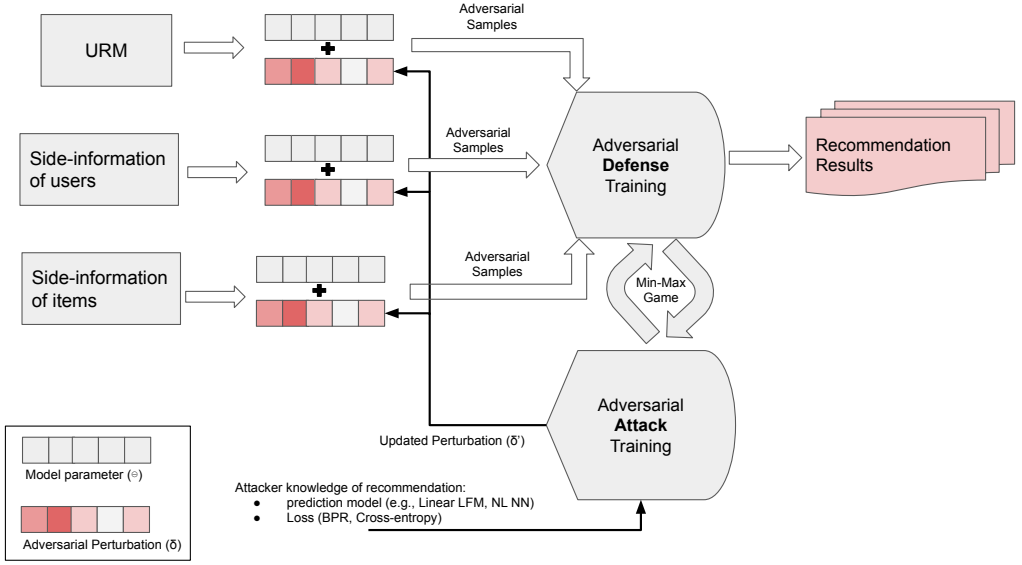 URM
Adversarial
Samples
Side-information
of users
Adversarial
Samples
Adversarial
Defense
Training
Recommendation
Results
Side-information
of items
Adversarial
Samples
Min-Max
Game
Adversarial
Attack
Training
Updated Perturbation (δ')
Model parameter (Θ)
Adversarial Perturbation (δ)
Attacker knowledge of recommendation:
● prediction model (e.g., Linear LFM, NL NN)
● Loss (BPR, Cross-entropy)